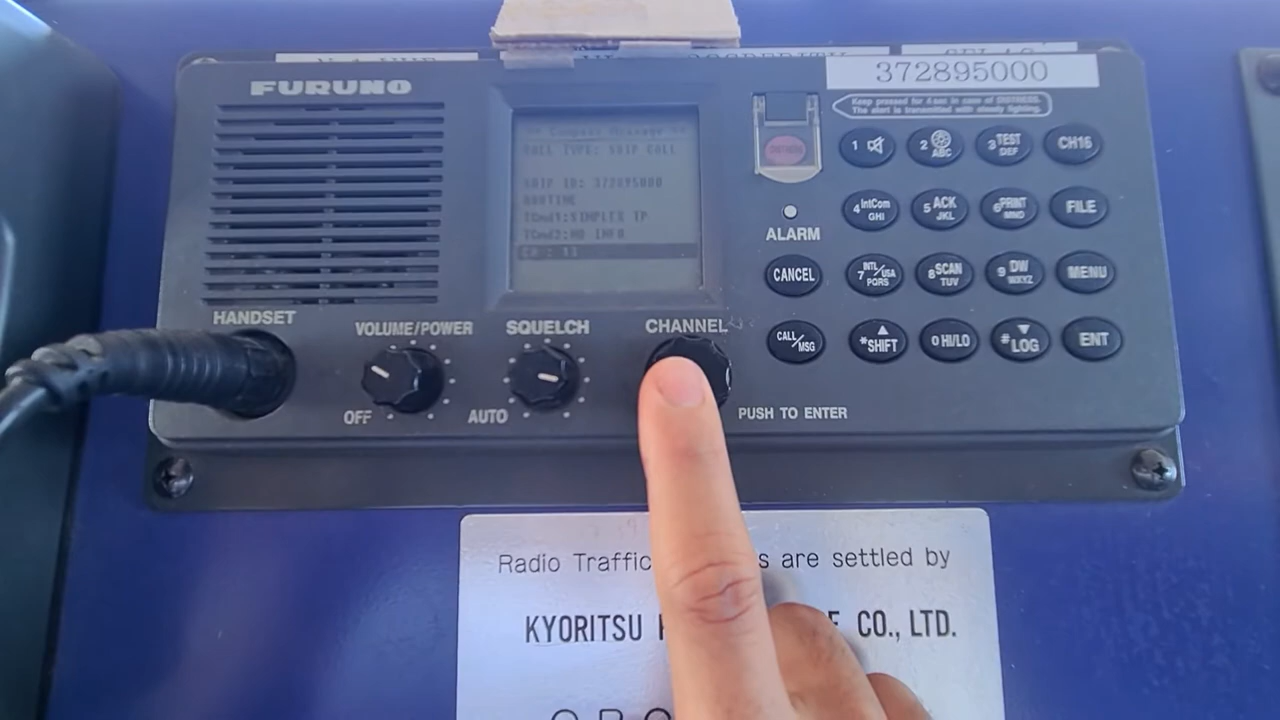 FURUNO
372895000
Keep pressed for 4 sec in case of DISTRESS.
The alert is transmitted with steady lighting.
** Compose Message **
CALL TYPE: SHIP CALL
SHIP ID: 372895000
ROUTINE
TCmd1:SIMPLEX TP
TCmd2:NO INFO
CH : 
ALARM
1
2 ABC
3 TEST DEF
CH16
4 IntCom GHI
5 ACK JKL
6 PRINT MNO
FILE
CANCEL
7 INTL/USA PQRS
8 SCAN TUV
9 DW WXYZ
MENU
CALL/MSG
*SHIFT
0 HI/LO
#LOG
ENT
HANDSET
VOLUME/POWER
SQUELCH
CHANNEL
OFF
AUTO
PUSH TO ENTER
Radio Traffic are settled by
KYORITSU CO., LTD.